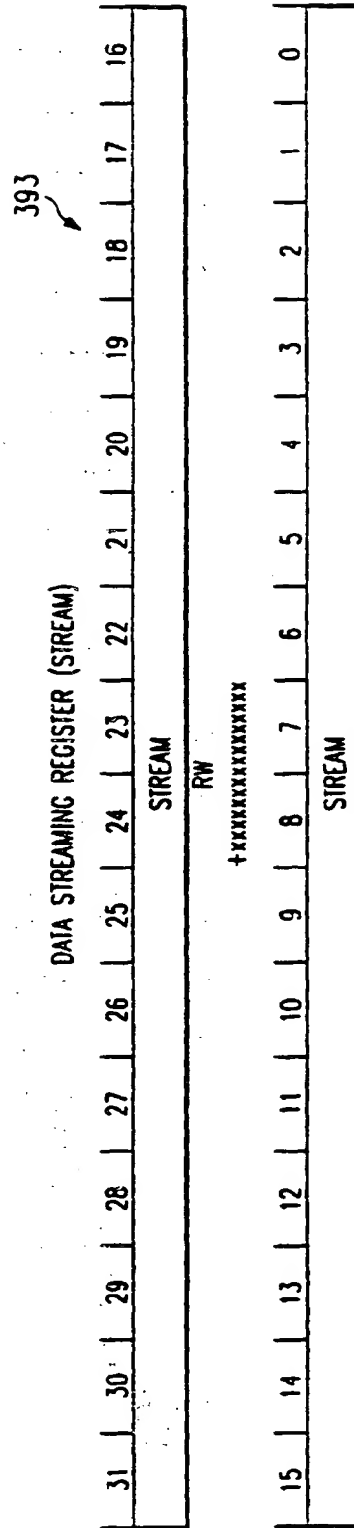 DATA STREAMING REGISTER (STREAM)
393
31 30 29 28 27 26 25 24 23 22 21 20 19 18 17 16
STREAM
RW
+xxxxxxxxxxxxxxxx
15 14 13 12 11 10 9 8 7 6 5 4 3 2 1 0
STREAM